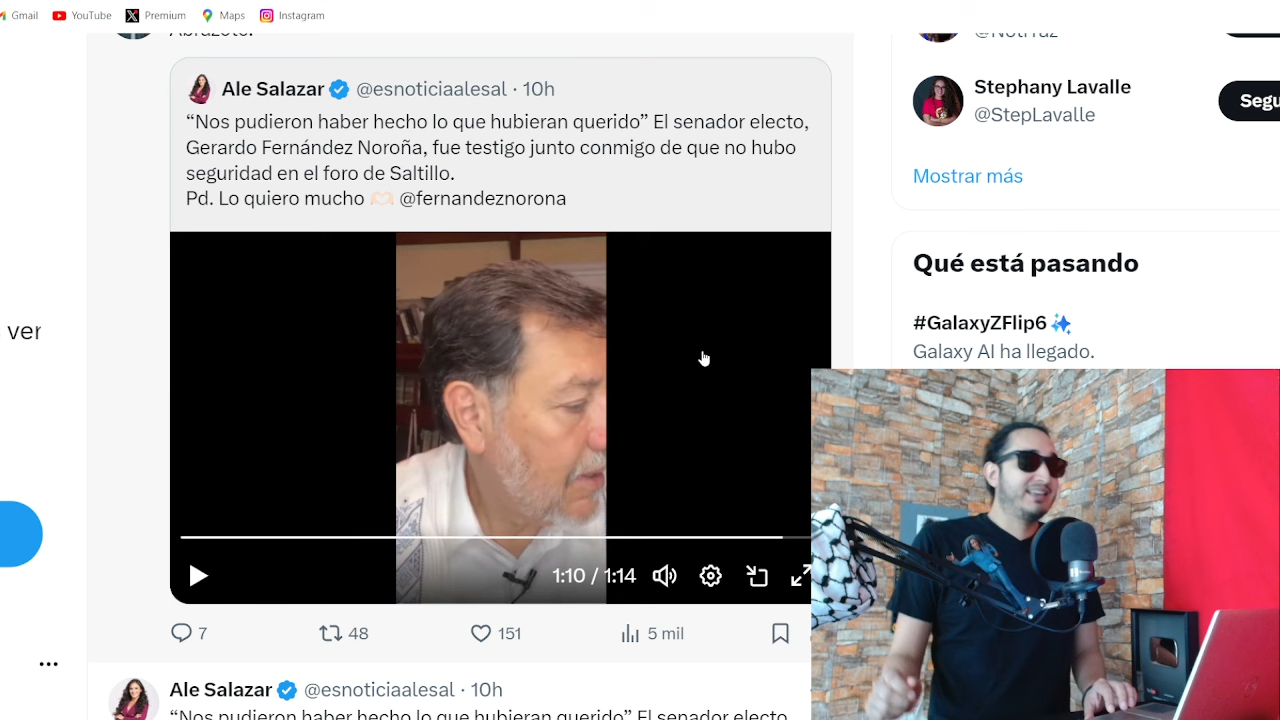 Gmail YouTube Premium Maps Instagram
Abrazote.
@NotiPaz
Ale Salazar @esnoticiaalesal · 10h
“Nos pudieron haber hecho lo que hubieran querido” El senador electo,
Gerardo Fernández Noroña, fue testigo junto conmigo de que no hubo
seguridad en el foro de Saltillo.
Pd. Lo quiero mucho 🫶🏻 @fernandeznorona
Stephany Lavalle
@StepLavalle
Segu
Mostrar más
Qué está pasando
#GalaxyZFlip6
Galaxy AI ha llegado.
ver
1:10 / 1:14
7 48 151 5 mil
Ale Salazar @esnoticiaalesal · 10h
“Nos pudieron haber hecho lo que hubieran querido” El senador electo,